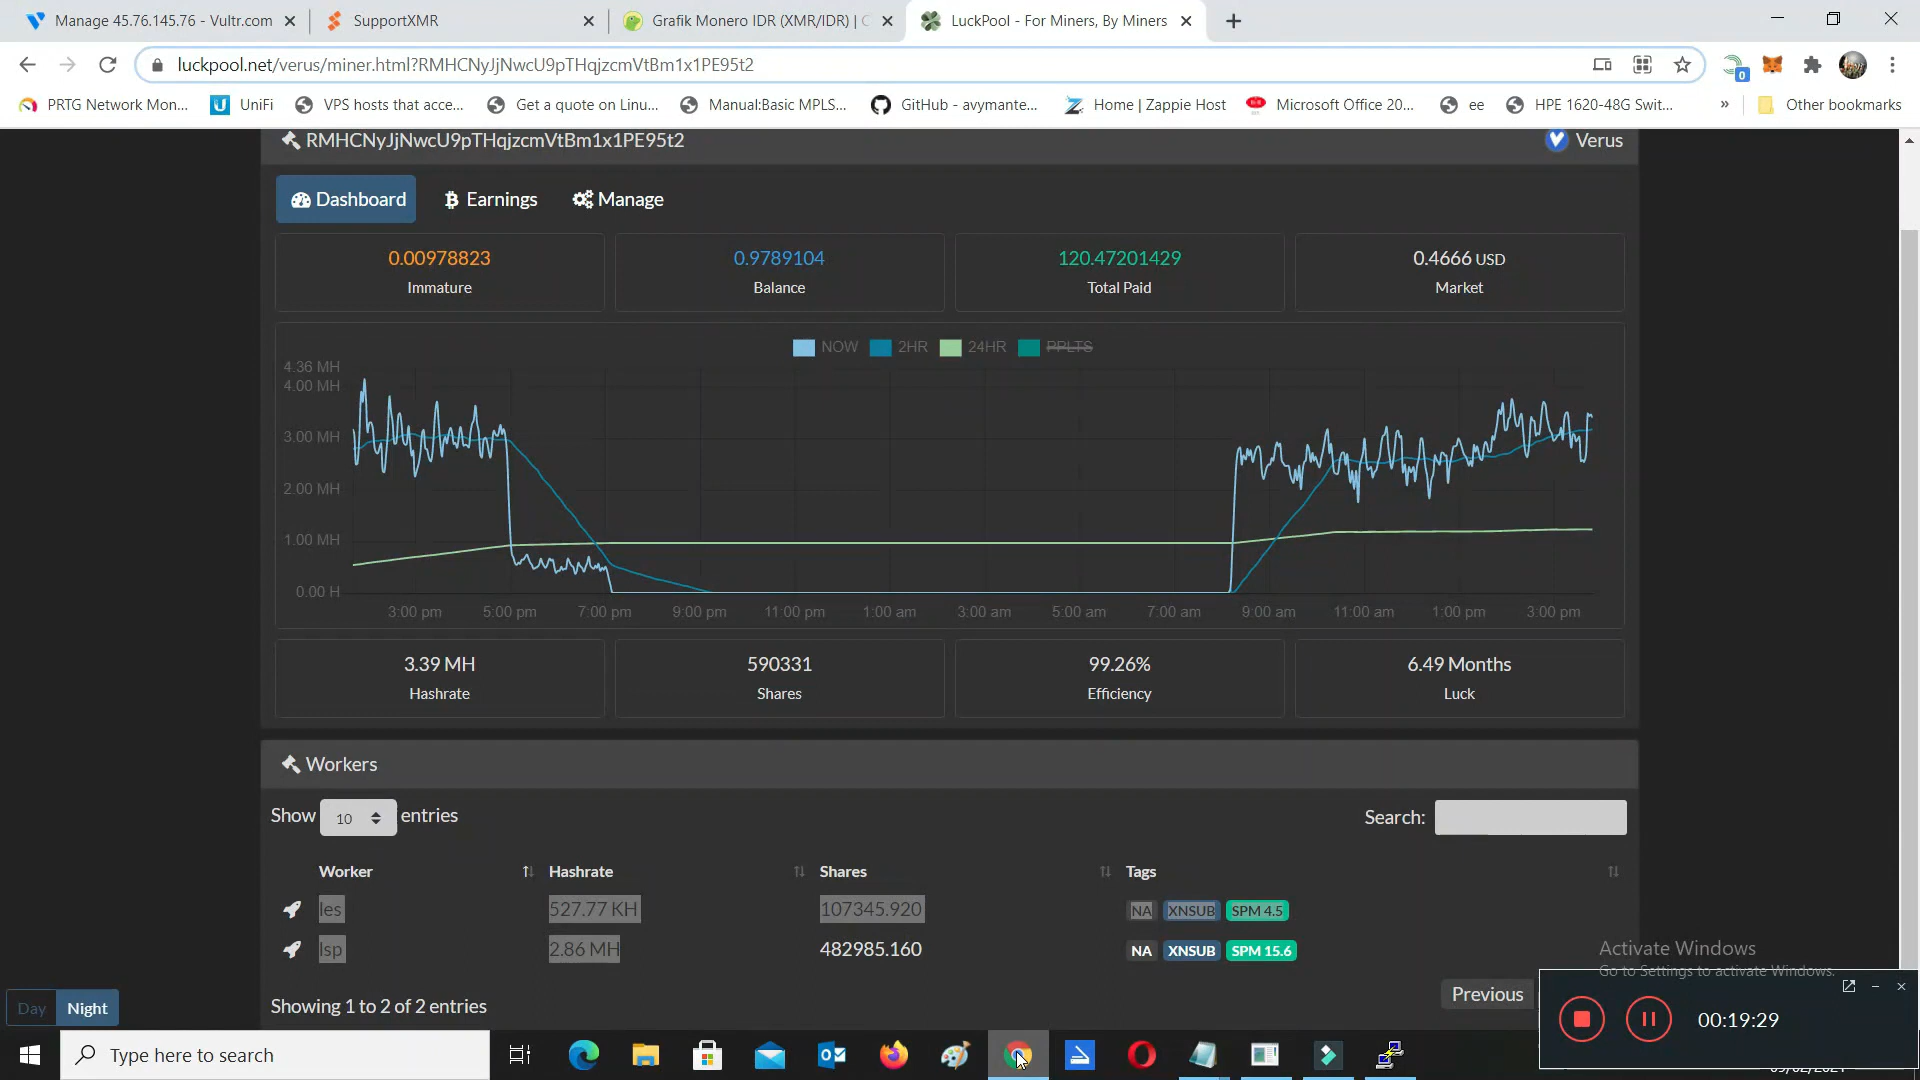 Manage 45.76.145.76 - Vultr.com
SupportXMR
Grafik Monero IDR (XMR/IDR) | C
LuckPool - For Miners, By Miners
luckpool.net/verus/miner.html?RMHCNyJjNwcU9pTHqjzcmVtBm1x1PE95t2
0
PRTG Network Mon...
UniFi
VPS hosts that acce...
Get a quote on Linu...
Manual:Basic MPLS...
GitHub - avymante...
Home | Zappie Host
Microsoft Office 20...
ee
HPE 1620-48G Swit...
»
Other bookmarks
RMHCNyJjNwcU9pTHqjzcmVtBm1x1PE95t2
Verus
Dashboard
Earnings
Manage
0.00978823
Immature
0.9789104
Balance
120.47201429
Total Paid
0.4666 USD
Market
NOW
2HR
24HR
PPLTS
4.36 MH
4.00 MH
3.00 MH
2.00 MH
1.00 MH
0.00 H
3:00 pm
5:00 pm
7:00 pm
9:00 pm
11:00 pm
1:00 am
3:00 am
5:00 am
7:00 am
9:00 am
11:00 am
1:00 pm
3:00 pm
3.39 MH
Hashrate
590331
Shares
99.26%
Efficiency
6.49 Months
Luck
Workers
Show 10 entries
Search:
Worker
Hashrate
Shares
Tags
les
527.77 KH
107345.920
NA XNSUB SPM 4.5
lsp
2.86 MH
482985.160
NA XNSUB SPM 15.6
Activate Windows
Go to Settings to activate Windows.
Showing 1 to 2 of 2 entries
Previous
Day
Night
00:19:29
Type here to search